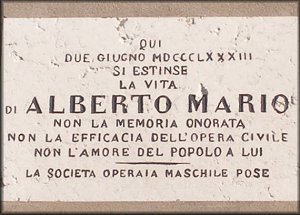 QUI
DUE GIUGNO MDCCCLXXXIII
SI ESTINSE
LA VITA
DI ALBERTO MARIO
NON LA MEMORIA ONORATA
NON LA EFFICACIA DELL'OPERA CIVILE
NON L'AMORE DEL POPOLO A LUI
LA SOCIETA OPERAIA MASCHILE POSE